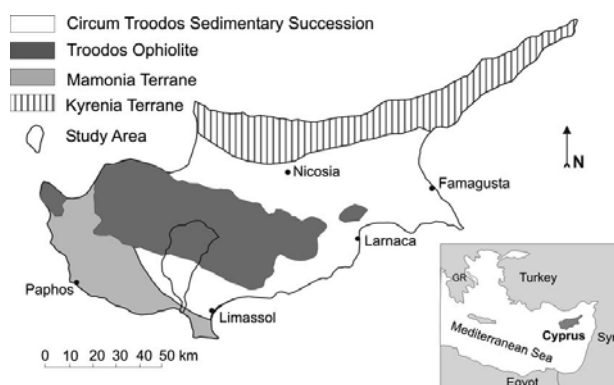 Circum Troodos Sedimentary Succession
Troodos Ophiolite
Mamonia Terrane
Kyrenia Terrane
Study Area
N
Nicosia
Famagusta
Larnaca
Paphos
Limassol
0 10 20 30 40 50 km
GR
Turkey
Cyprus
Syr
Mediterranean Sea
Egypt